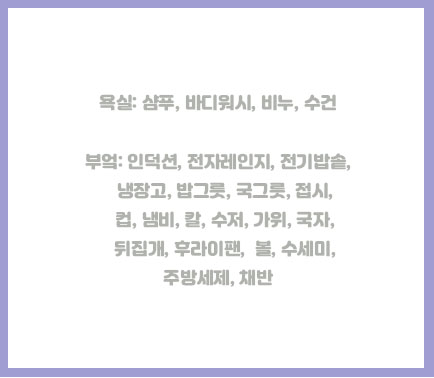 욕실: 샴푸, 바디워시, 비누, 수건
부엌: 인덕션, 전자레인지, 전기밥솥,
냉장고, 밥그릇, 국그릇, 접시,
컵, 냄비, 칼, 수저, 가위, 국자,
뒤집개, 후라이팬, 볼, 수세미,
주방세제, 채반